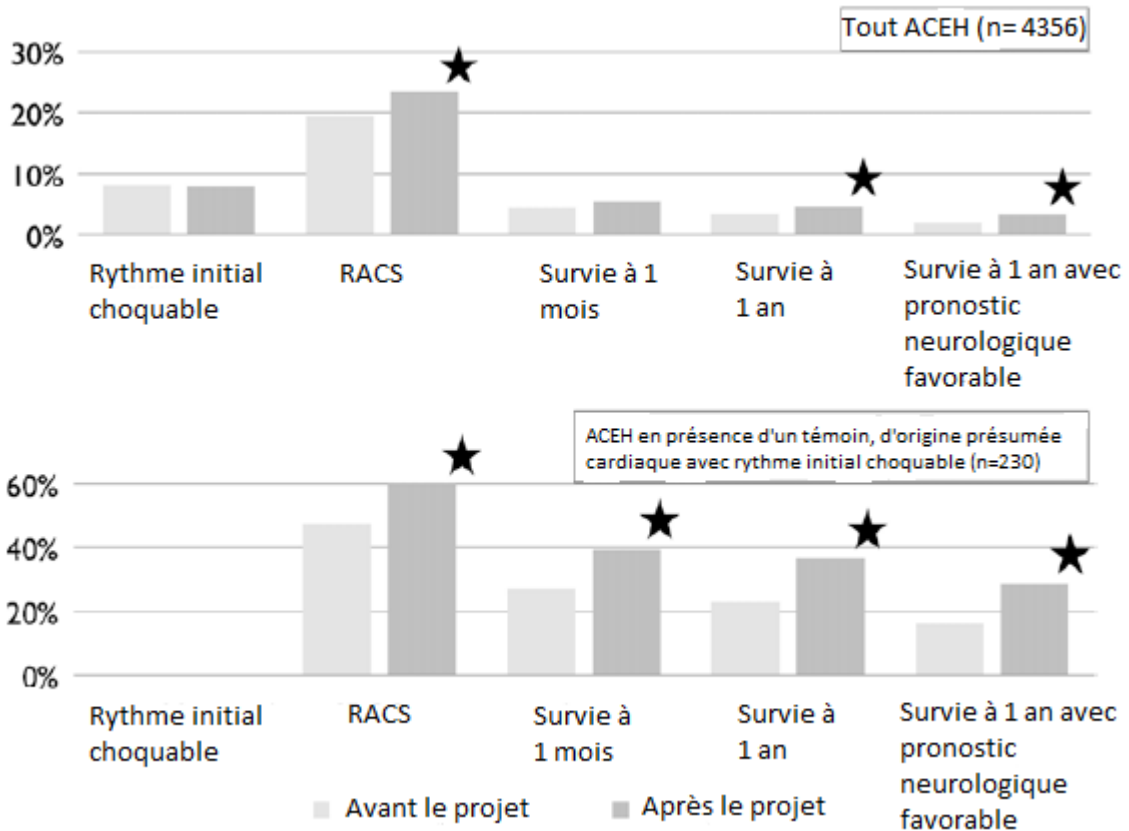 Tout ACEH (n= 4356)
30%
20%
10%
0%
Rythme initial
choquable
RACS
Survie à 1
mois
Survie à
1 an
Survie à 1 an avec
pronostic
neurologique
favorable
ACEH en présence d'un témoin, d'origine présumée
cardiaque avec rythme initial choquable (n=230)
60%
40%
20%
0%
Rythme initial
choquable
RACS
Survie à
1 mois
Survie à
1 an
Survie à 1 an avec
pronostic
neurologique
favorable
Avant le projet
Après le projet